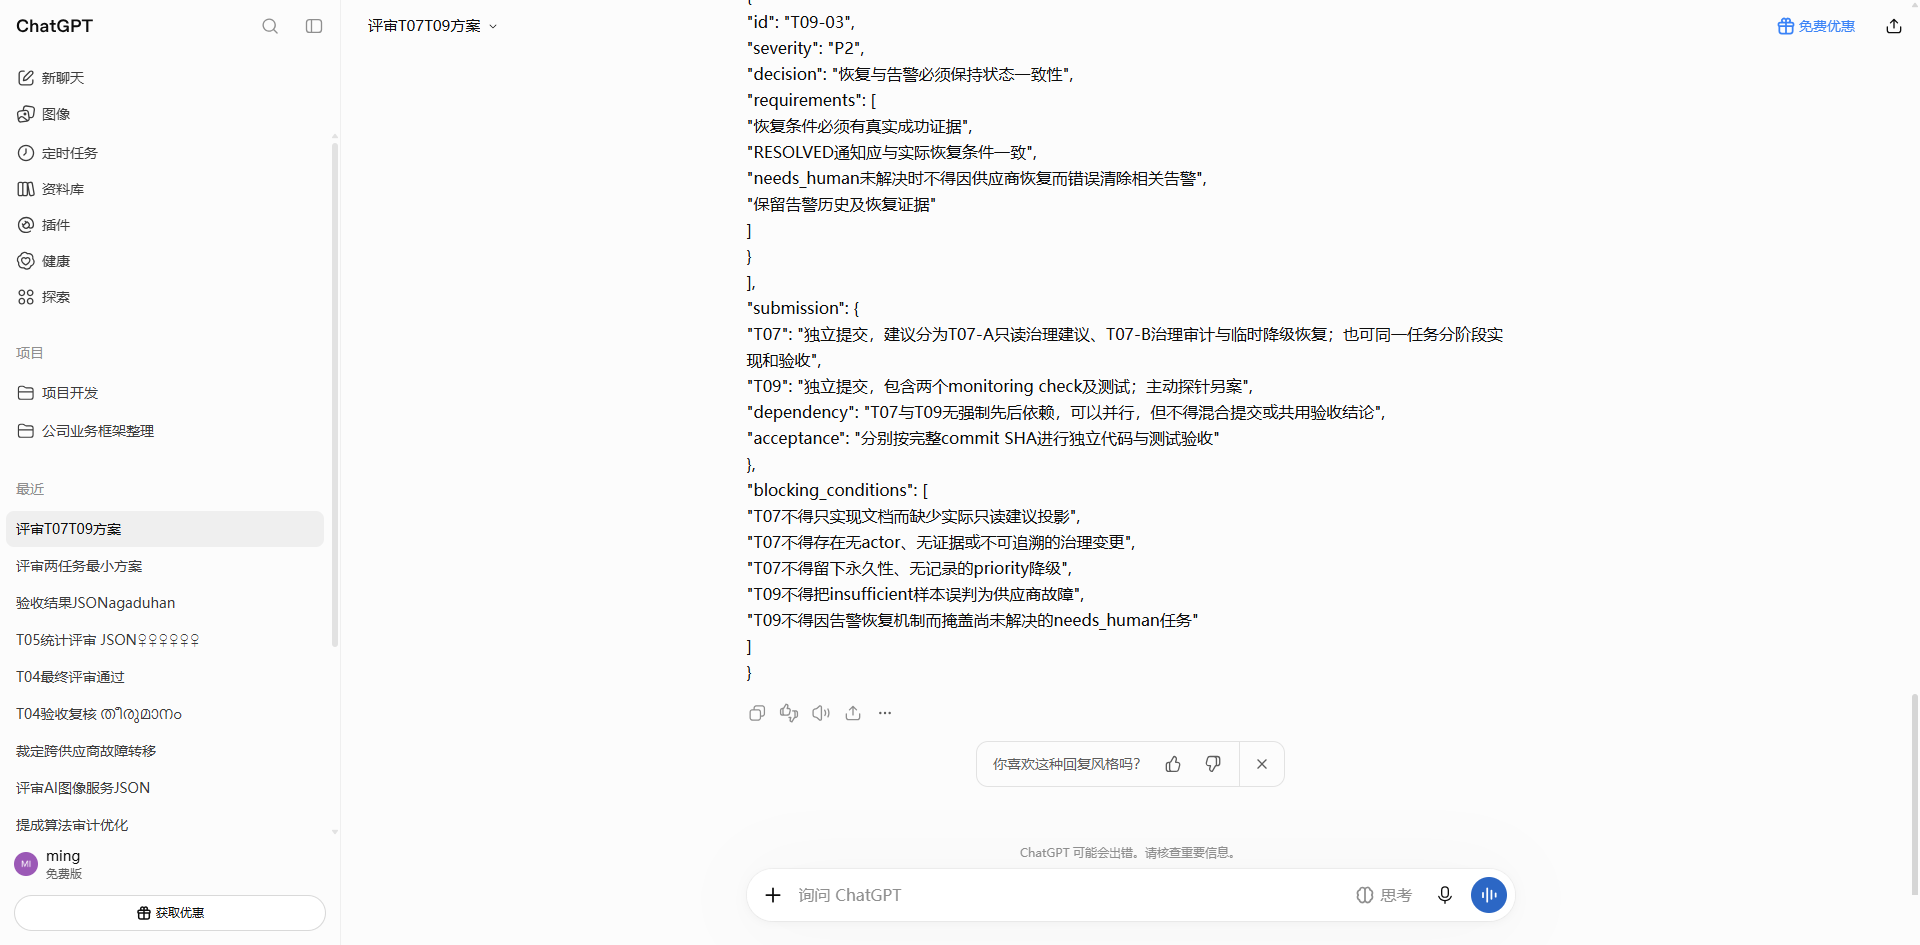 ChatGPT
新聊天
图像
定时任务
资料库
插件
健康
探索
项目
项目开发
公司业务框架整理
最近
评审T07T09方案
评审两任务最小方案
验收结果JSONagaduhan
T05统计评审 JSON♀♀♀♀♀♀
T04最终评审通过
T04验收复核 തീരുമാനം
裁定跨供应商故障转移
评审AI图像服务JSON
提成算法审计优化
MI
ming
免费版
获取优惠
评审T07T09方案
免费优惠
{
"id": "T09-03",
"severity": "P2",
"decision": "恢复与告警必须保持状态一致性",
"requirements": [
"恢复条件必须有真实成功证据",
"RESOLVED通知应与实际恢复条件一致",
"needs_human未解决时不得因供应商恢复而错误清除相关告警",
"保留告警历史及恢复证据"
]
}
],
"submission": {
"T07": "独立提交，建议分为T07-A只读治理建议、T07-B治理审计与临时降级恢复；也可同一任务分阶段实
现和验收",
"T09": "独立提交，包含两个monitoring check及测试；主动探针另案",
"dependency": "T07与T09无强制先后依赖，可以并行，但不得混合提交或共用验收结论",
"acceptance": "分别按完整commit SHA进行独立代码与测试验收"
},
"blocking_conditions": [
"T07不得只实现文档而缺少实际只读建议投影",
"T07不得存在无actor、无证据或不可追溯的治理变更",
"T07不得留下永久性、无记录的priority降级",
"T09不得把insufficient样本误判为供应商故障",
"T09不得因告警恢复机制而掩盖尚未解决的needs_human任务"
]
}
你喜欢这种回复风格吗？
ChatGPT 可能会出错。请核查重要信息。
询问 ChatGPT
思考